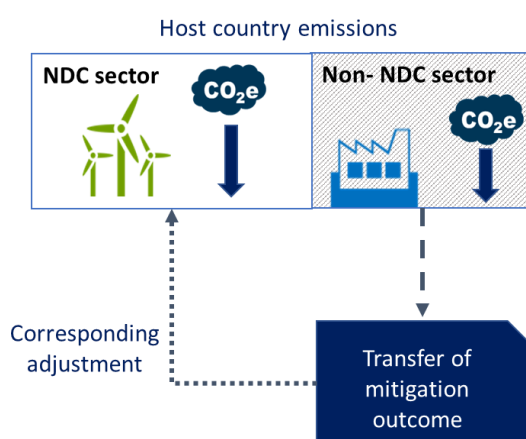 Host country emissions
NDC sector
Non- NDC sector
CO2e
CO2e
Corresponding
adjustment
Transfer of
mitigation
outcome